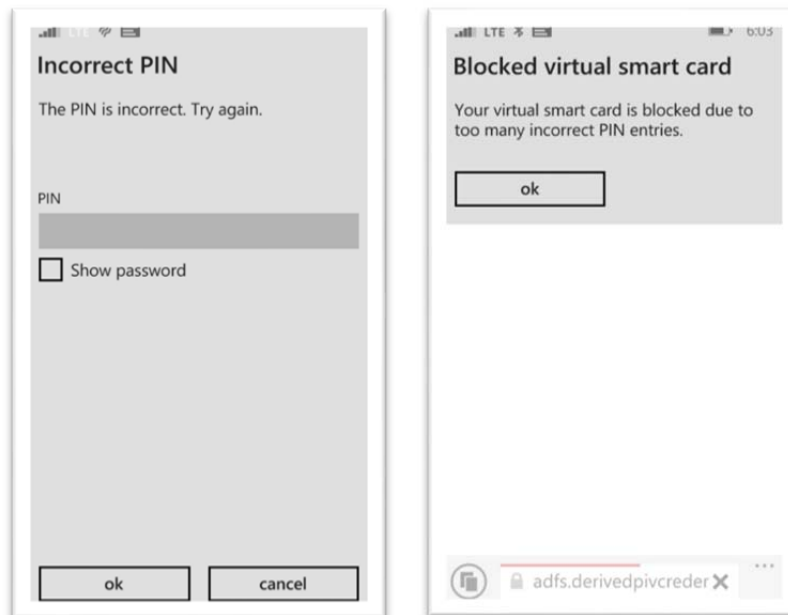 LTE
Incorrect PIN
The PIN is incorrect. Try again.
PIN
Show password
ok cancel
LTE 6:03
Blocked virtual smart card
Your virtual smart card is blocked due to
too many incorrect PIN entries.
ok
adfs.derivedpivcreder